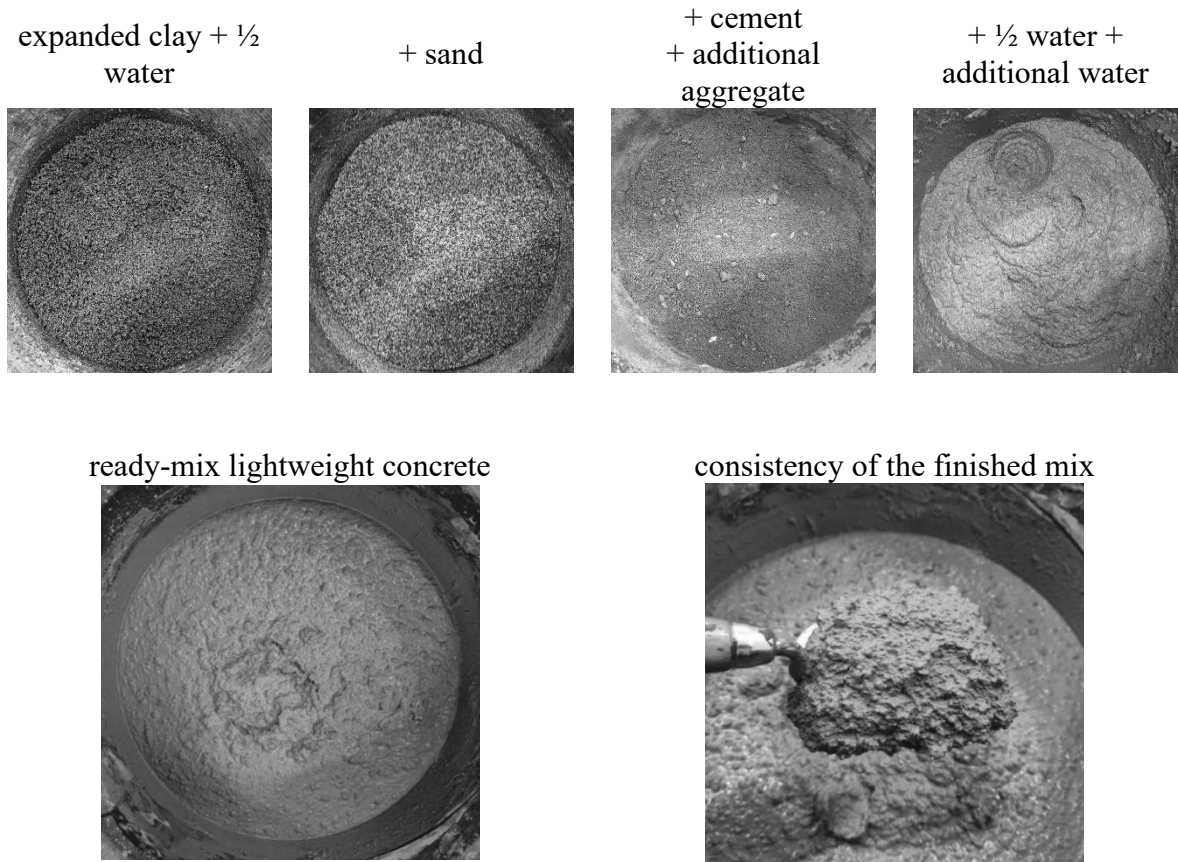 expanded clay + ½
water
+ sand
+ cement
+ additional
aggregate
+ ½ water +
additional water
ready-mix lightweight concrete
consistency of the finished mix